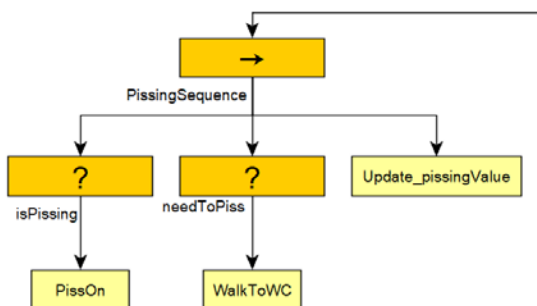 →
PissingSequence
?
?
Update_pissingValue
isPissing
needToPiss
PissOn
WalkToWC